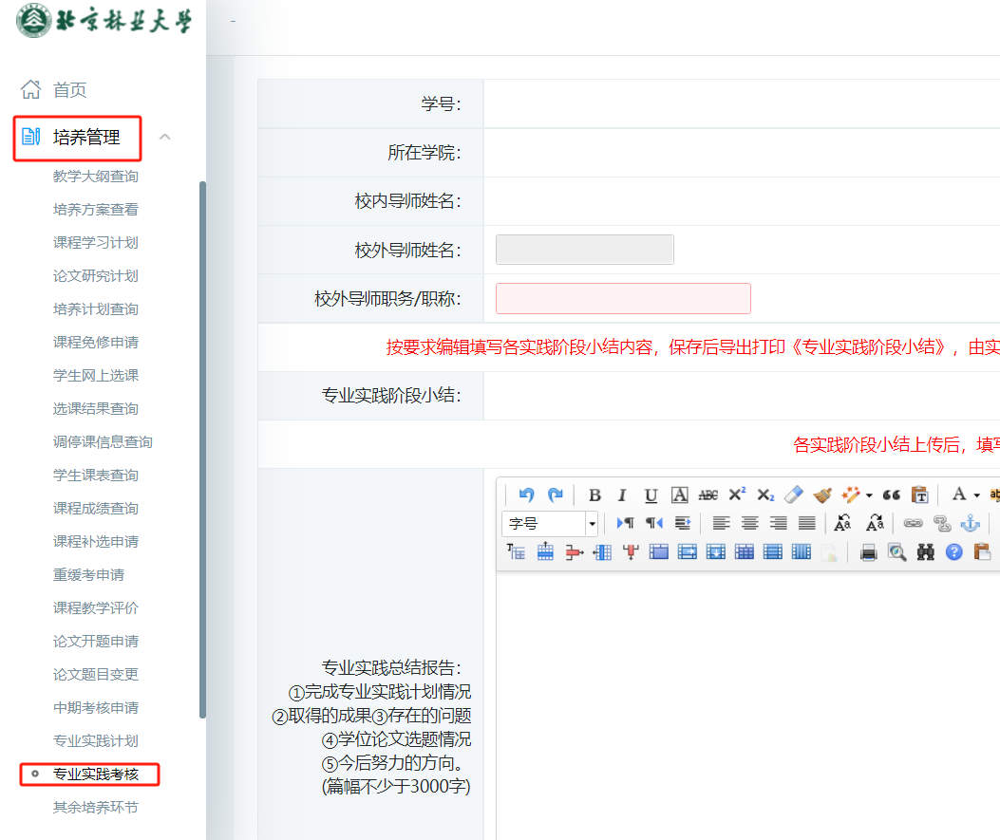 北京林业大学
-
首页
培养管理
教学大纲查询
培养方案查看
课程学习计划
论文研究计划
培养计划查询
课程免修申请
学生网上选课
选课结果查询
调停课信息查询
学生课表查询
课程成绩查询
课程补选申请
重缓考申请
课程教学评价
论文开题申请
论文题目变更
中期考核申请
专业实践计划
专业实践考核
其余培养环节
学号：
所在学院：
校内导师姓名：
校外导师姓名：
校外导师职务/职称：
按要求编辑填写各实践阶段小结内容，保存后导出打印《专业实践阶段小结》，由实
专业实践阶段小结：
各实践阶段小结上传后，填写
B I U A ABC X² X₂ T A ab
字号
专业实践总结报告：
①完成专业实践计划情况
②取得的成果③存在的问题
④学位论文选题情况
⑤今后努力的方向。
(篇幅不少于3000字)